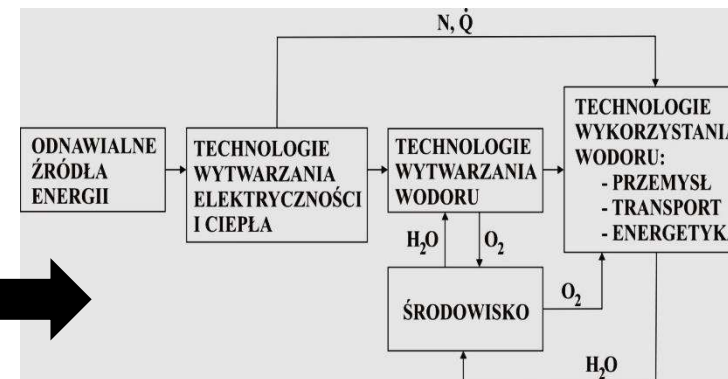 N, Q̇
ODNAWIALNE
ŹRÓDŁA
ENERGII
TECHNOLOGIE
WYTWARZANIA
ELEKTRYCZNOŚCI
I CIEPŁA
TECHNOLOGIE
WYTWARZANIA
WODORU
TECHNOLOGIE
WYKORZYSTANIA
WODORU:
- PRZEMYSŁ
- TRANSPORT
- ENERGETYKA
H₂O
O₂
ŚRODOWISKO
O₂
H₂O